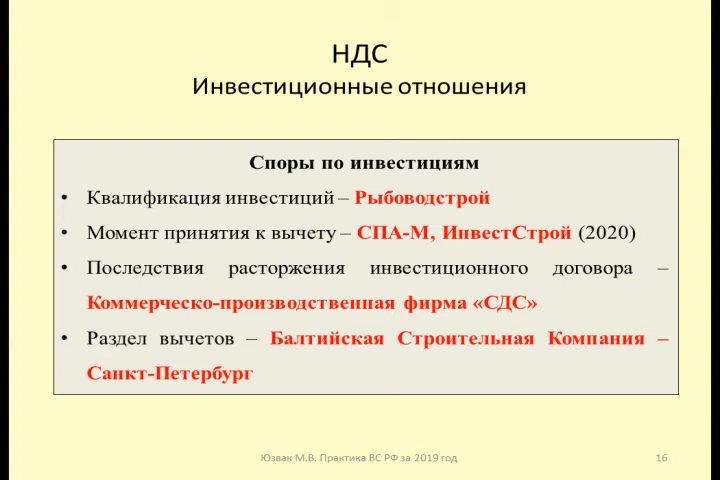 НДС
Инвестиционные отношения
Споры по инвестициям
• Квалификация инвестиций – Рыбоводстрой
• Момент принятия к вычету – СПА-М, ИнвестСтрой (2020)
• Последствия расторжения инвестиционного договора –
Коммерческо-производственная фирма «СДС»
• Раздел вычетов – Балтийская Строительная Компания –
Санкт-Петербург
Юзвак М.В. Практика ВС РФ за 2019 год
16